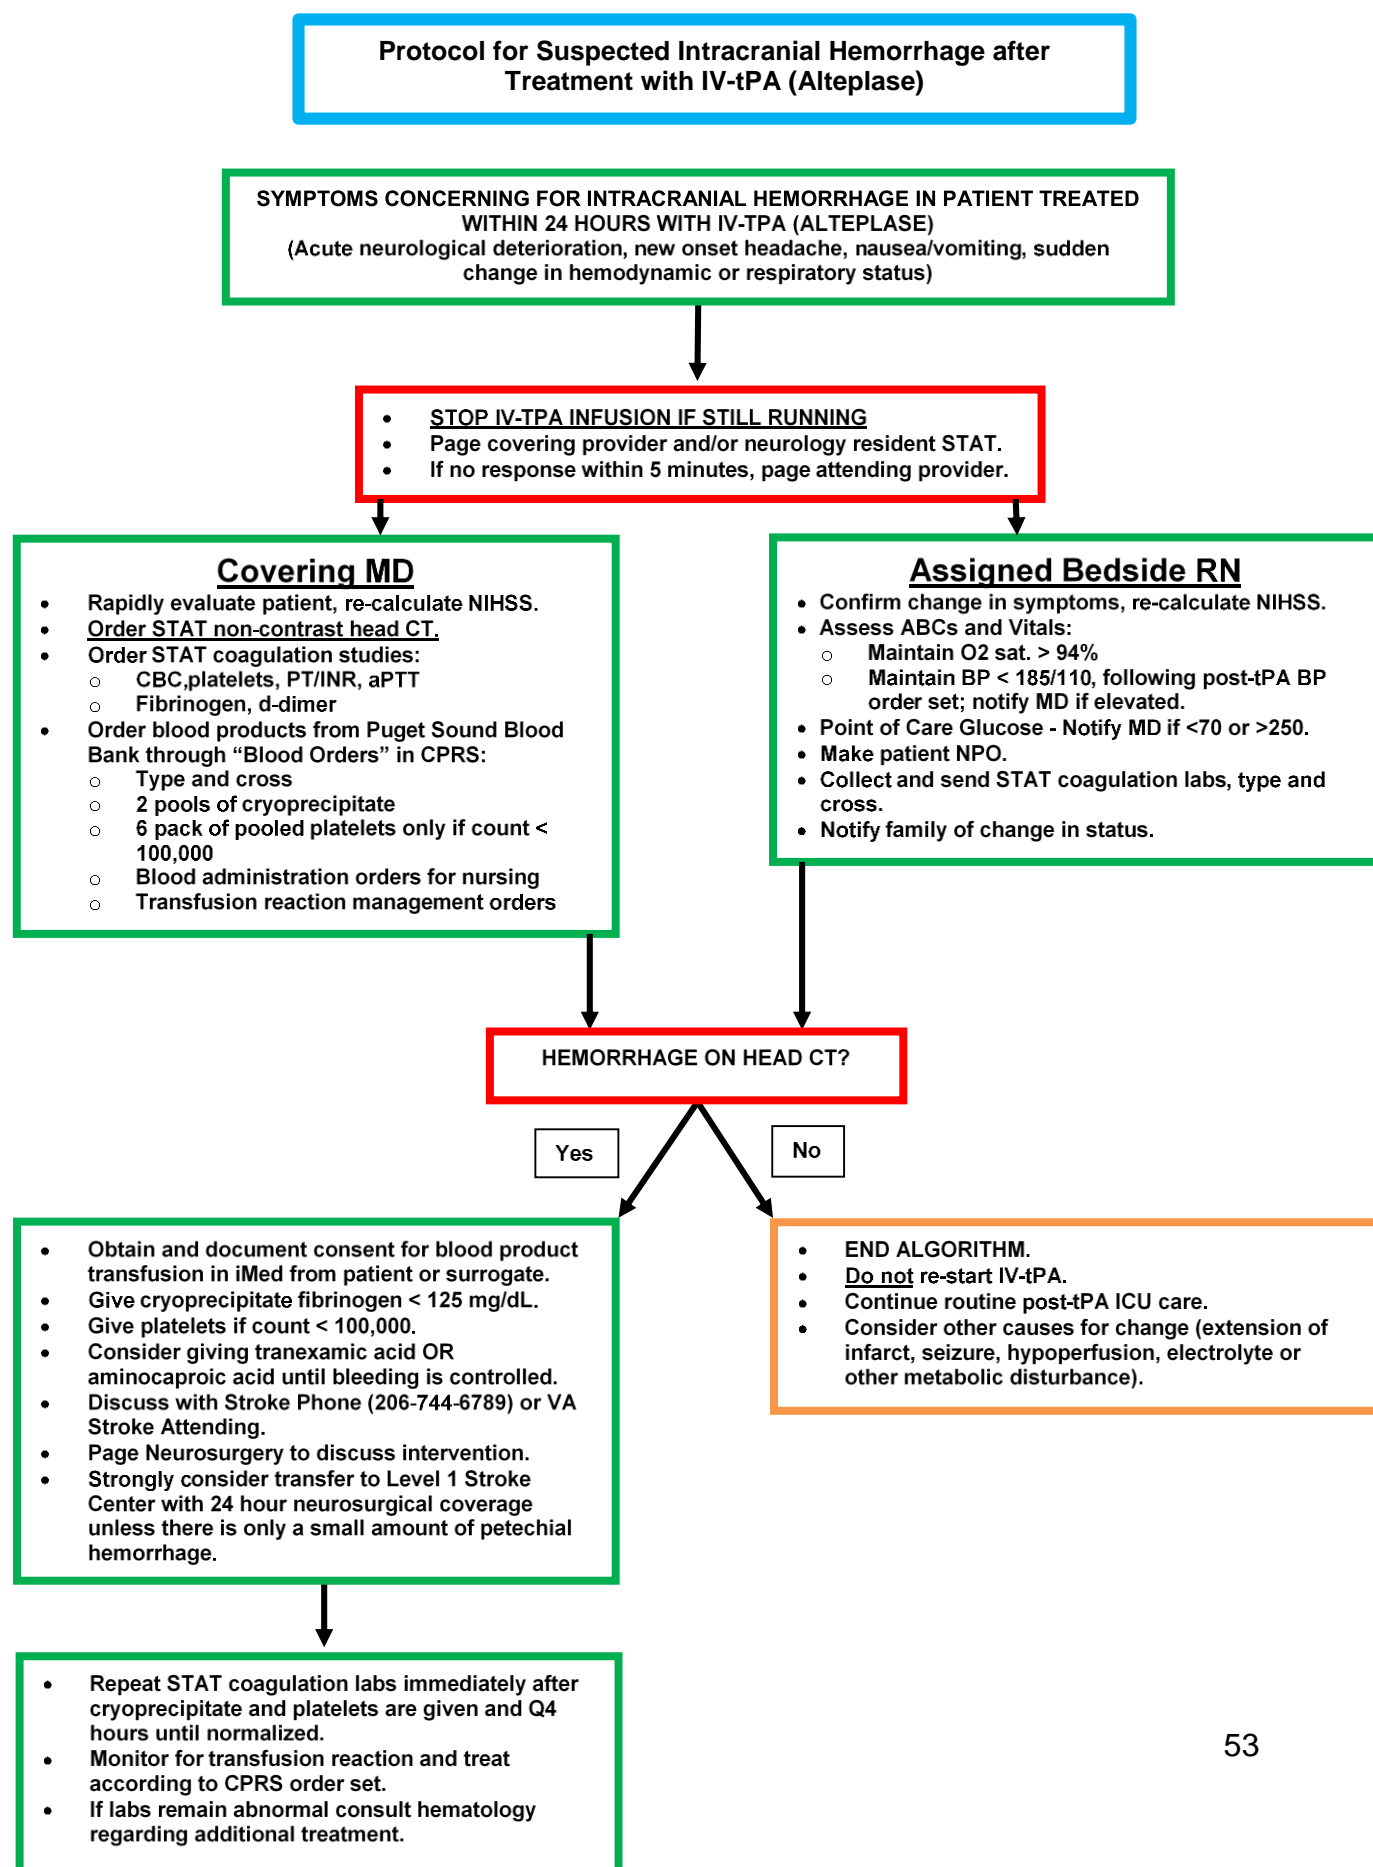 Protocol for Suspected Intracranial Hemorrhage after
Treatment with IV-tPA (Alteplase)
SYMPTOMS CONCERNING FOR INTRACRANIAL HEMORRHAGE IN PATIENT TREATED
WITHIN 24 HOURS WITH IV-TPA (ALTEPLASE)
(Acute neurological deterioration, new onset headache, nausea/vomiting, sudden
change in hemodynamic or respiratory status)
• STOP IV-TPA INFUSION IF STILL RUNNING
• Page covering provider and/or neurology resident STAT.
• If no response within 5 minutes, page attending provider.
Covering MD
• Rapidly evaluate patient, re-calculate NIHSS.
• Order STAT non-contrast head CT.
• Order STAT coagulation studies:
○ CBC,platelets, PT/INR, aPTT
○ Fibrinogen, d-dimer
• Order blood products from Puget Sound Blood
Bank through “Blood Orders” in CPRS:
○ Type and cross
○ 2 pools of cryoprecipitate
○ 6 pack of pooled platelets only if count <
100,000
○ Blood administration orders for nursing
○ Transfusion reaction management orders
Assigned Bedside RN
• Confirm change in symptoms, re-calculate NIHSS.
• Assess ABCs and Vitals:
○ Maintain O2 sat. > 94%
○ Maintain BP < 185/110, following post-tPA BP
order set; notify MD if elevated.
• Point of Care Glucose - Notify MD if <70 or >250.
• Make patient NPO.
• Collect and send STAT coagulation labs, type and
cross.
• Notify family of change in status.
HEMORRHAGE ON HEAD CT?
Yes
No
• Obtain and document consent for blood product
transfusion in iMed from patient or surrogate.
• Give cryoprecipitate fibrinogen < 125 mg/dL.
• Give platelets if count < 100,000.
• Consider giving tranexamic acid OR
aminocaproic acid until bleeding is controlled.
• Discuss with Stroke Phone (206-744-6789) or VA
Stroke Attending.
• Page Neurosurgery to discuss intervention.
• Strongly consider transfer to Level 1 Stroke
Center with 24 hour neurosurgical coverage
unless there is only a small amount of petechial
hemorrhage.
• END ALGORITHM.
• Do not re-start IV-tPA.
• Continue routine post-tPA ICU care.
• Consider other causes for change (extension of
infarct, seizure, hypoperfusion, electrolyte or
other metabolic disturbance).
• Repeat STAT coagulation labs immediately after
cryoprecipitate and platelets are given and Q4
hours until normalized.
• Monitor for transfusion reaction and treat
according to CPRS order set.
• If labs remain abnormal consult hematology
regarding additional treatment.
53